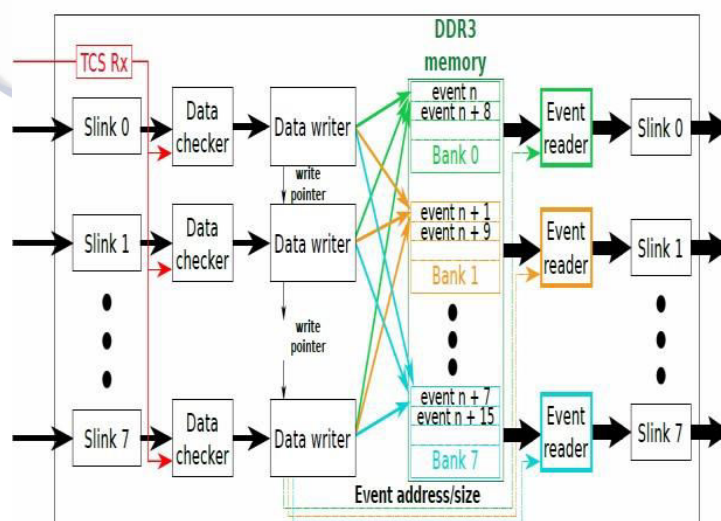 DDR3
memory
TCS Rx
Slink 0
Data
checker
Data writer
event n
event n + 8
Bank 0
Event
reader
Slink 0
write
pointer
Slink 1
Data
checker
Data writer
event n + 1
event n + 9
Bank 1
Event
reader
Slink 1
write
pointer
Slink 7
Data
checker
Data writer
event n + 7
event n + 15
Bank 7
Event
reader
Slink 7
Event address/size